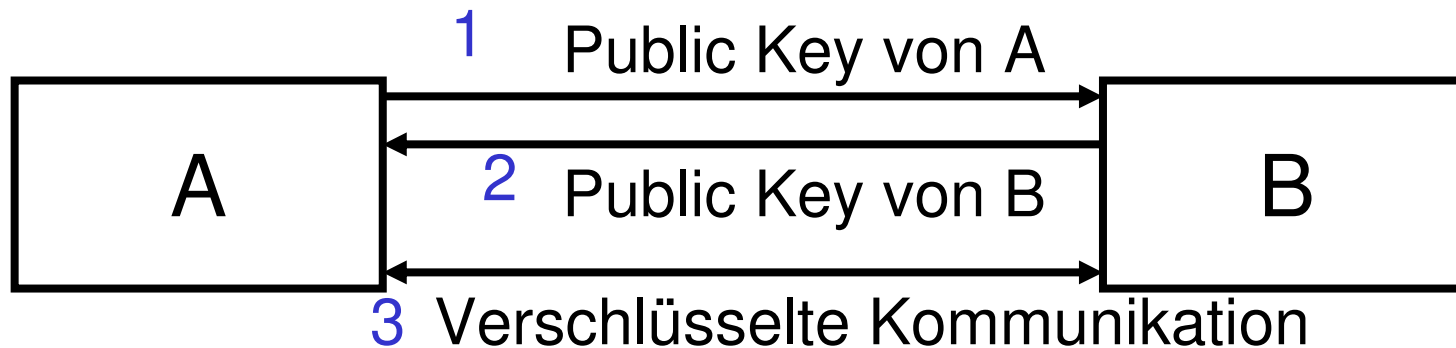 1 Public Key von A
A
B
2 Public Key von B
3 Verschlüsselte Kommunikation